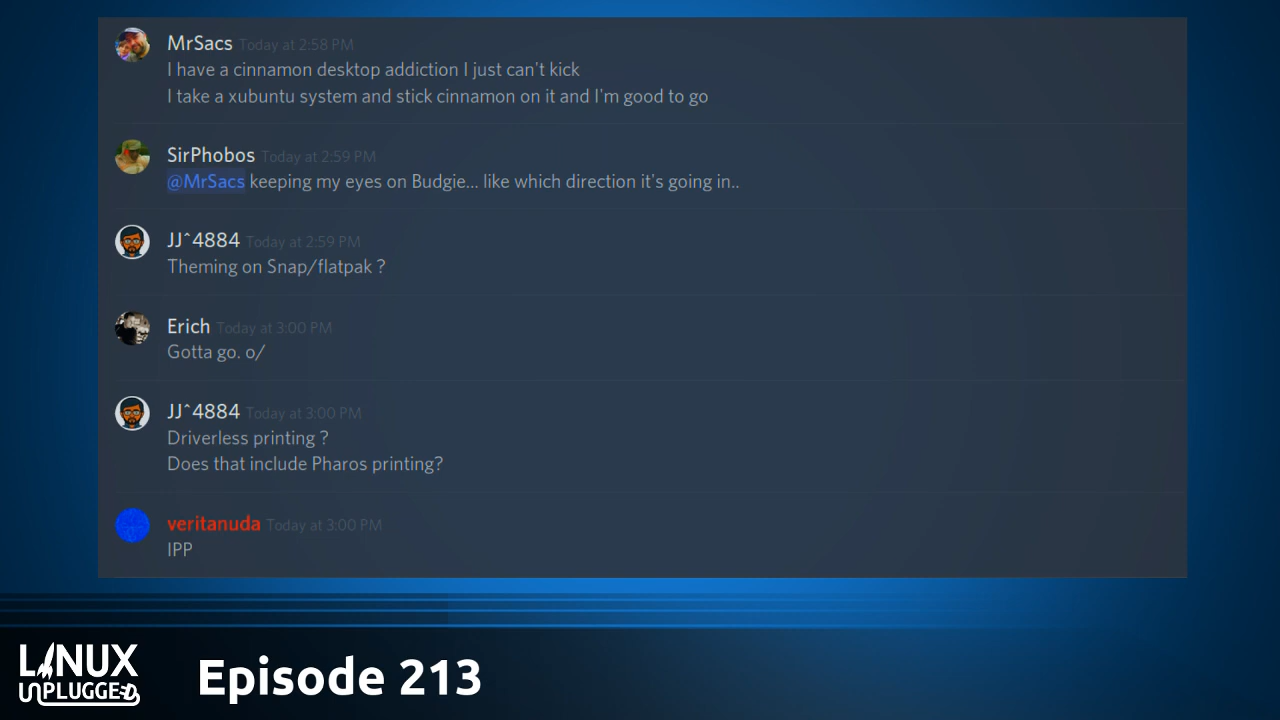 MrSacs Today at 2:58 PM
I have a cinnamon desktop addiction I just can't kick
I take a xubuntu system and stick cinnamon on it and I'm good to go
SirPhobos Today at 2:59 PM
@MrSacs keeping my eyes on Budgie... like which direction it's going in..
JJ^4884 Today at 2:59 PM
Theming on Snap/flatpak ?
Erich Today at 3:00 PM
Gotta go. o/
JJ^4884 Today at 3:00 PM
Driverless printing ?
Does that include Pharos printing?
veritanuda Today at 3:00 PM
IPP
LINUX
UNPLUGGED
Episode 213